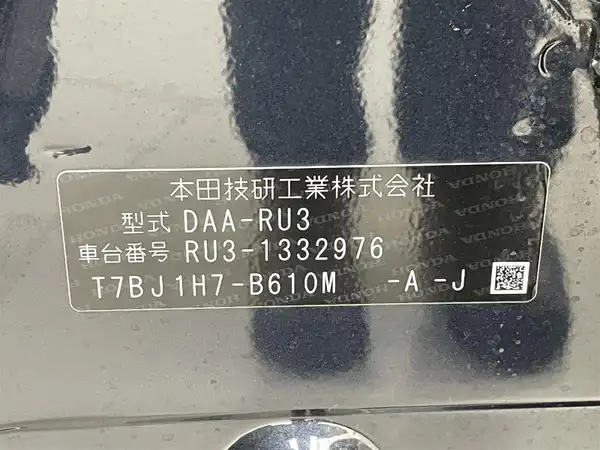 本田技研工業株式会社
型式 DAA-RU3
車台番号 RU3-1332976
T7BJ1H7-B610M -A -J